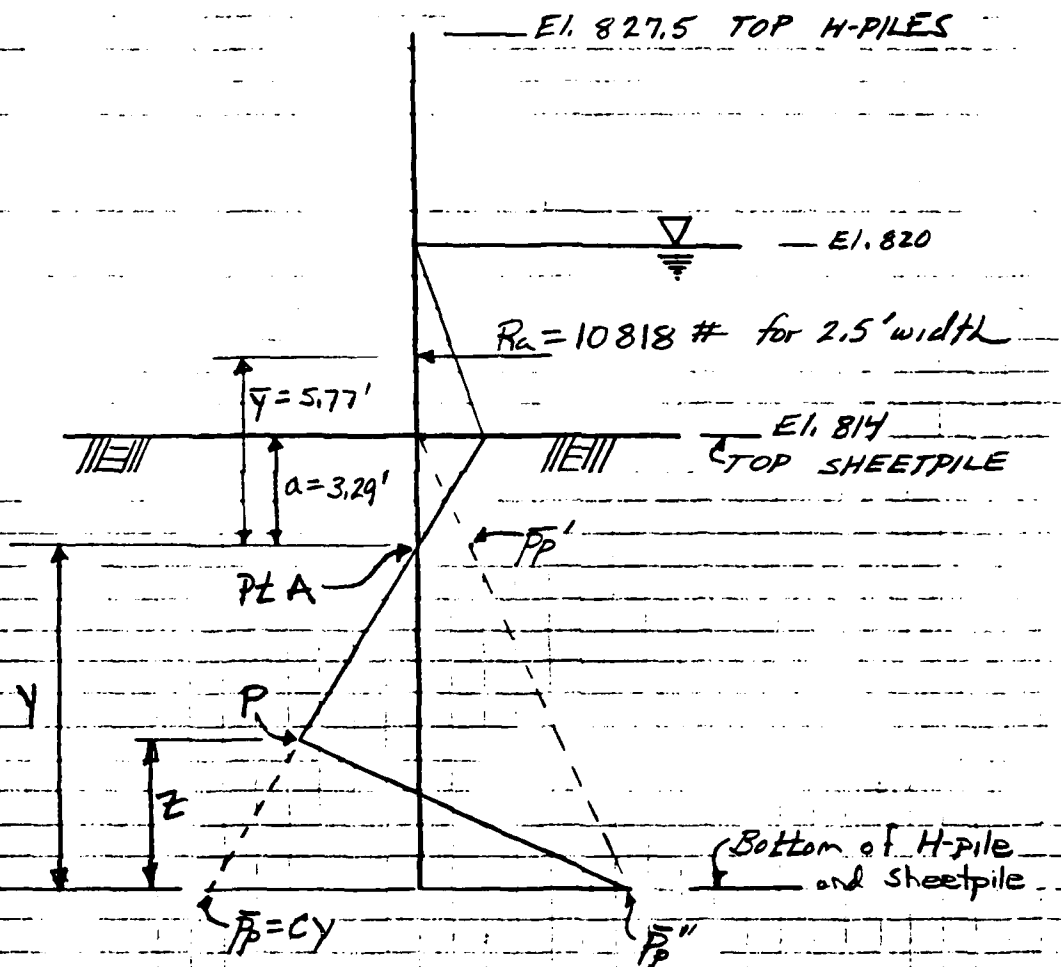 El. 827.5 TOP H-PILES
El. 820
Ra = 10818 # for 2.5' width
ȳ = 5.77'
El. 814
TOP SHEETPILE
a = 3.29'
P̄p'
Pt A
y
P
z
Bottom of H-pile
and sheetpile
P̄p = Cy
P̄p"